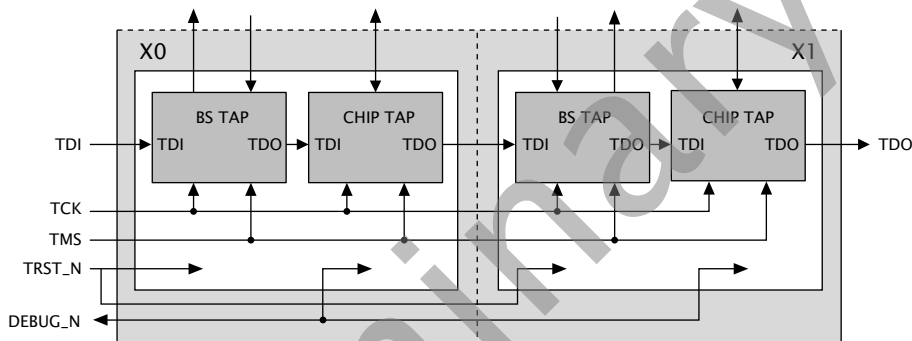 X0
X1
BS TAP
CHIP TAP
BS TAP
CHIP TAP
TDI
TDI
TDO
TDI
TDO
TDI
TDO
TDI
TDO
TDO
TCK
TMS
TRST_N
DEBUG_N
inary